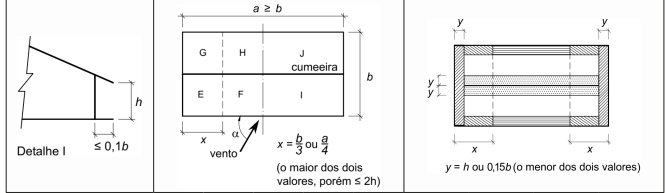 h
≤ 0,1b
Detalhe I
a ≥ b
G H J
cumeeira
b
E F I
x
α
vento
x = b/3 ou a/4
(o maior dos dois
valores, porém ≤ 2h)
y y
y
y
x x
y = h ou 0,15b (o menor dos dois valores)